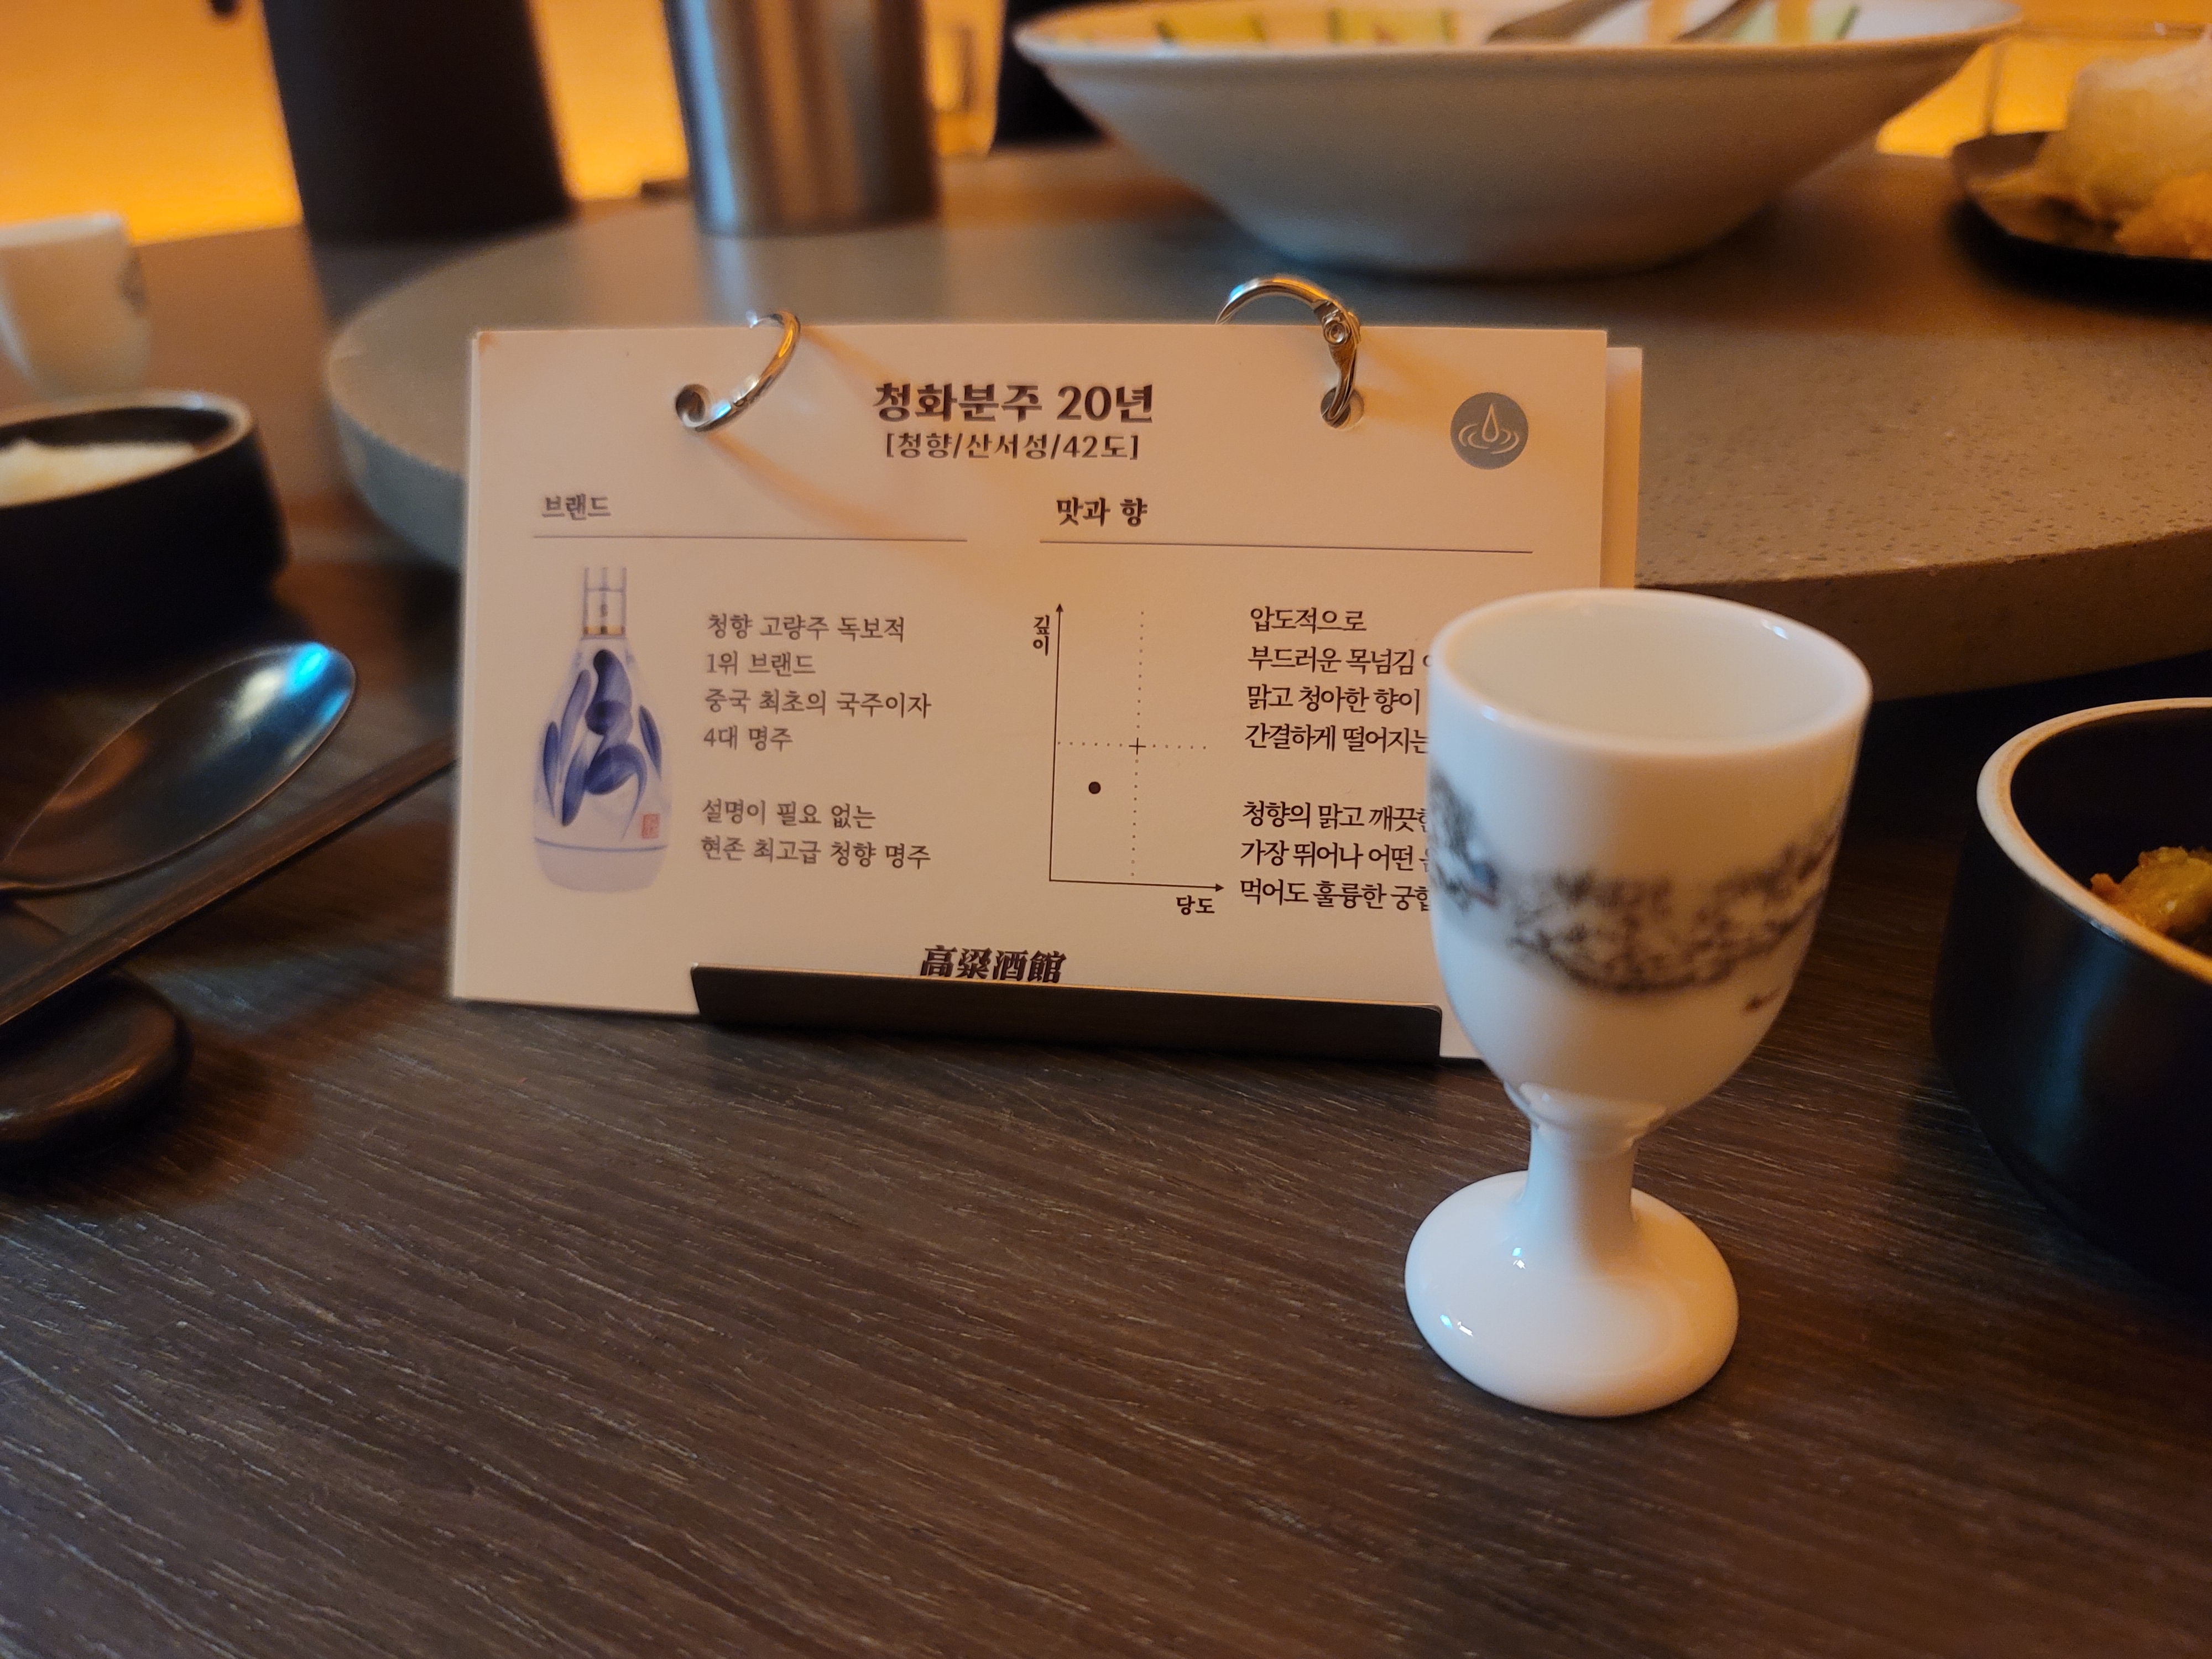 청화분주 20년
[청향/산서성/42도]
브랜드
청향 고량주 독보적
1위 브랜드
중국 최초의 국주이자
4대 명주
설명이 필요 없는
현존 최고급 청향 명주
맛과 향
깊이
당도
압도적으로
부드러운 목넘김
맑고 청아한 향이
간결하게 떨어지는
청향의 맑고
가장 뛰어나 어떤
먹어도 훌륭한
高粱酒館